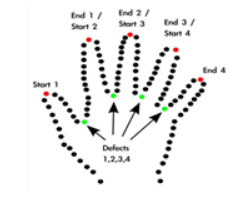 End 1 /
Start 2
End 2 /
Start 3
End 3 /
Start 4
Start 1
End 4
Defects
1,2,3,4